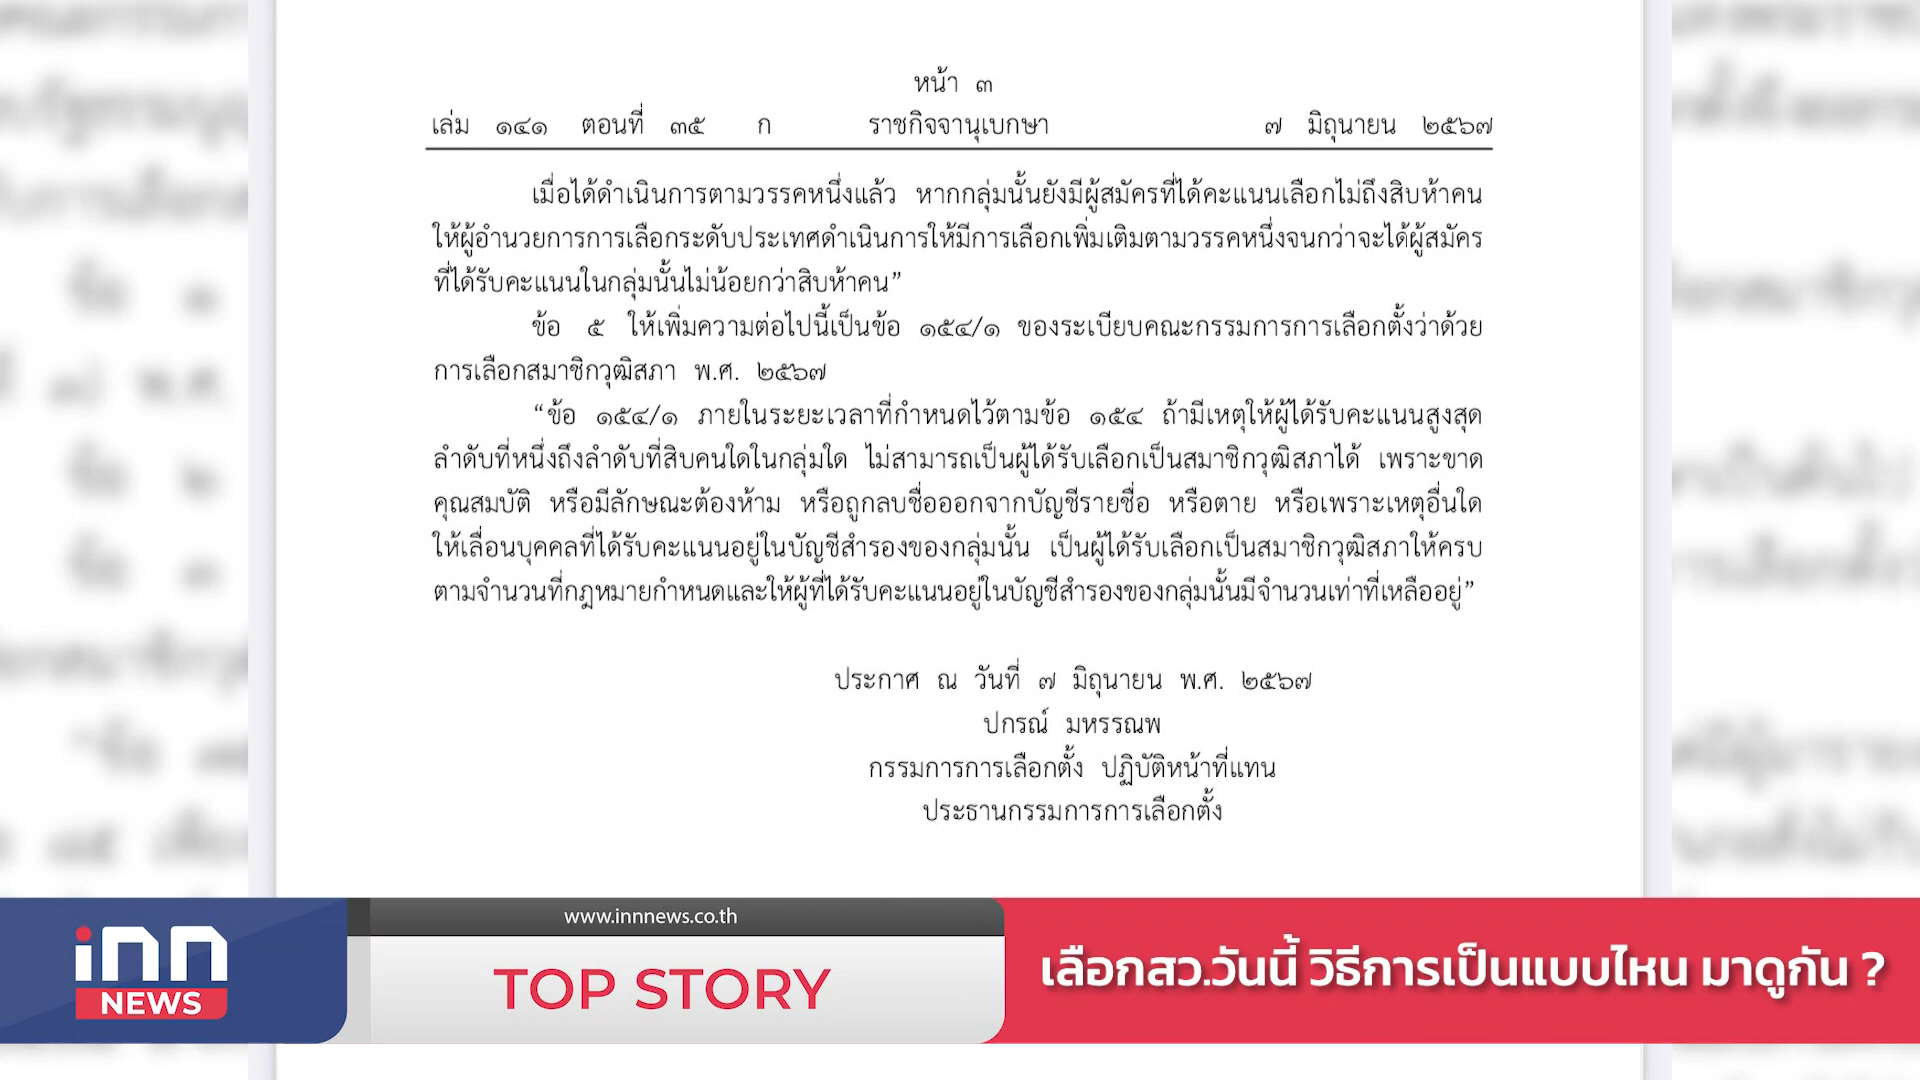 หน้า ๓
เล่ม ๑๔๑ ตอนที่ ๓๕ ก ราชกิจจานุเบกษา ๗ มิถุนายน ๒๕๖๗
เมื่อได้ดำเนินการตามวรรคหนึ่งแล้ว หากกลุ่มนั้นยังมีผู้สมัครที่ได้คะแนนเลือกไม่ถึงสิบห้าคน
ให้ผู้อำนวยการการเลือกระดับประเทศดำเนินการให้มีการเลือกเพิ่มเติมตามวรรคหนึ่งจนกว่าจะได้ผู้สมัคร
ที่ได้รับคะแนนในกลุ่มนั้นไม่น้อยกว่าสิบห้าคน”
ข้อ ๕ ให้เพิ่มความต่อไปนี้เป็นข้อ ๑๕๔/๑ ของระเบียบคณะกรรมการการเลือกตั้งว่าด้วย
การเลือกสมาชิกวุฒิสภา พ.ศ. ๒๕๖๗
“ข้อ ๑๕๔/๑ ภายในระยะเวลาที่กำหนดไว้ตามข้อ ๑๕๔ ถ้ามีเหตุให้ผู้ได้รับคะแนนสูงสุด
ลำดับที่หนึ่งถึงลำดับที่สิบคนใดในกลุ่มใด ไม่สามารถเป็นผู้ได้รับเลือกเป็นสมาชิกวุฒิสภาได้ เพราะขาด
คุณสมบัติ หรือมีลักษณะต้องห้าม หรือถูกลบชื่อออกจากบัญชีรายชื่อ หรือตาย หรือเพราะเหตุอื่นใด
ให้เลื่อนบุคคลที่ได้รับคะแนนอยู่ในบัญชีสำรองของกลุ่มนั้น เป็นผู้ได้รับเลือกเป็นสมาชิกวุฒิสภาให้ครบ
ตามจำนวนที่กฎหมายกำหนดและให้ผู้ที่ได้รับคะแนนอยู่ในบัญชีสำรองของกลุ่มนั้นมีจำนวนเท่าที่เหลืออยู่”
ประกาศ ณ วันที่ ๗ มิถุนายน พ.ศ. ๒๕๖๗
ปกรณ์ มหรรณพ
กรรมการการเลือกตั้ง ปฏิบัติหน้าที่แทน
ประธานกรรมการการเลือกตั้ง
www.innnews.co.th
inn
NEWS
TOP STORY
เลือกสว.วันนี้ วิธีการเป็นแบบไหน มาดูกัน ?